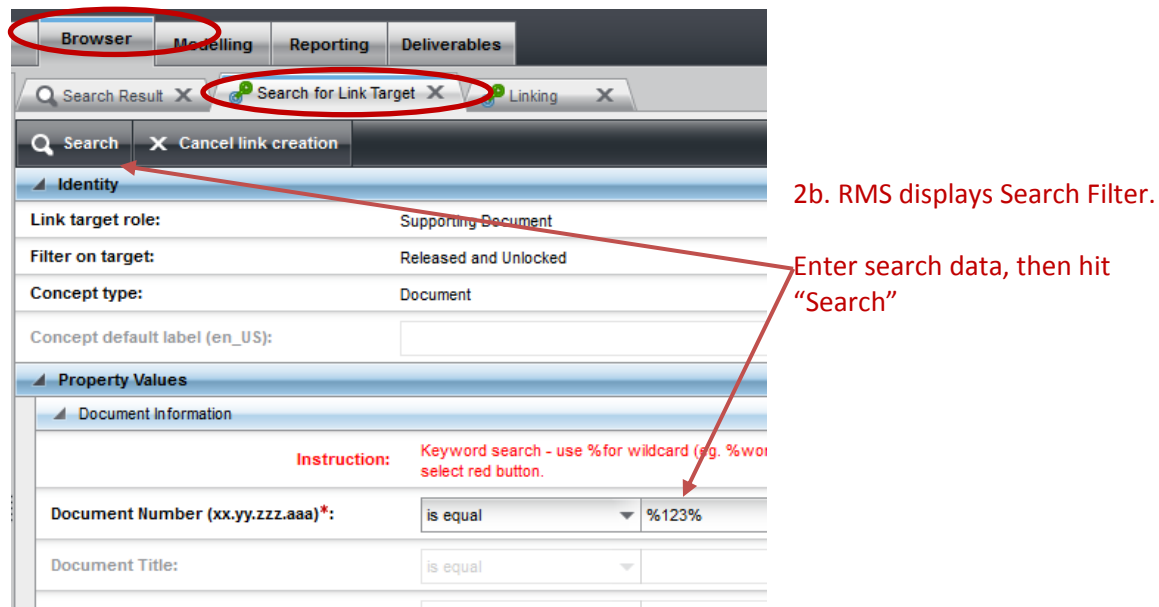 Browser Modelling Reporting Deliverables
Search Result Search for Link Target Linking
Search Cancel link creation
Identity
Link target role: Supporting Document
Filter on target: Released and Unlocked
Concept type: Document
Concept default label (en_US):
Property Values
Document Information
Instruction: Keyword search - use %for wildcard (eg. %wor
select red button.
Document Number (xx.yy.zzz.aaa)*: is equal %123%
Document Title: is equal
2b. RMS displays Search Filter.
Enter search data, then hit
“Search”